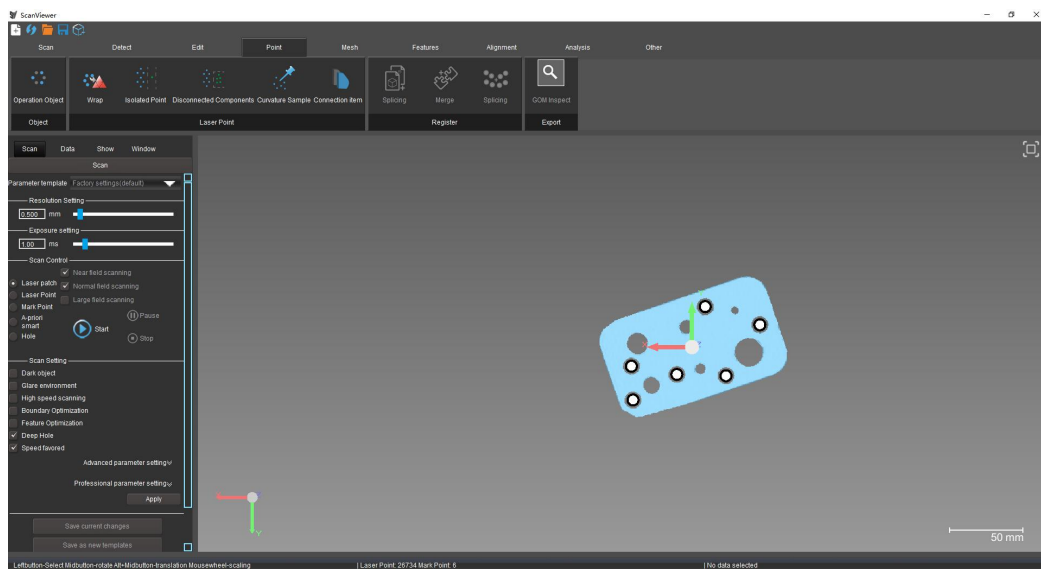 ScanViewer
Scan Detect Edit Point Mesh Features Alignment Analysis Other
Operation Object Wrap Isolated Point Disconnected Components Curvature Sample Connection item Splicing Merge Splicing GOM Inspect
Object Laser Point Register Export
Scan Data Show Window
Scan
Parameter template Factory settings(default)
Resolution Setting
0.500 mm
Exposure setting
1.00 ms
Scan Control
Near field scanning
Laser patch Normal field scanning
Laser Point Large field scanning
Mark Point
A-priori smart
Hole
Start
Pause
Stop
Scan Setting
Dark object
Glare environment
High speed scanning
Boundary Optimization
Feature Optimization
Deep Hole
Speed favored
Advanced parameter setting
Professional parameter setting
Apply
Save current changes
Save as new templates
Y
50 mm
Leftbutton-Select Midbutton-rotate Alt+Midbutton-translation Mousewheel-scaling | Laser Point: 26734 Mark Point: 6 | No data selected